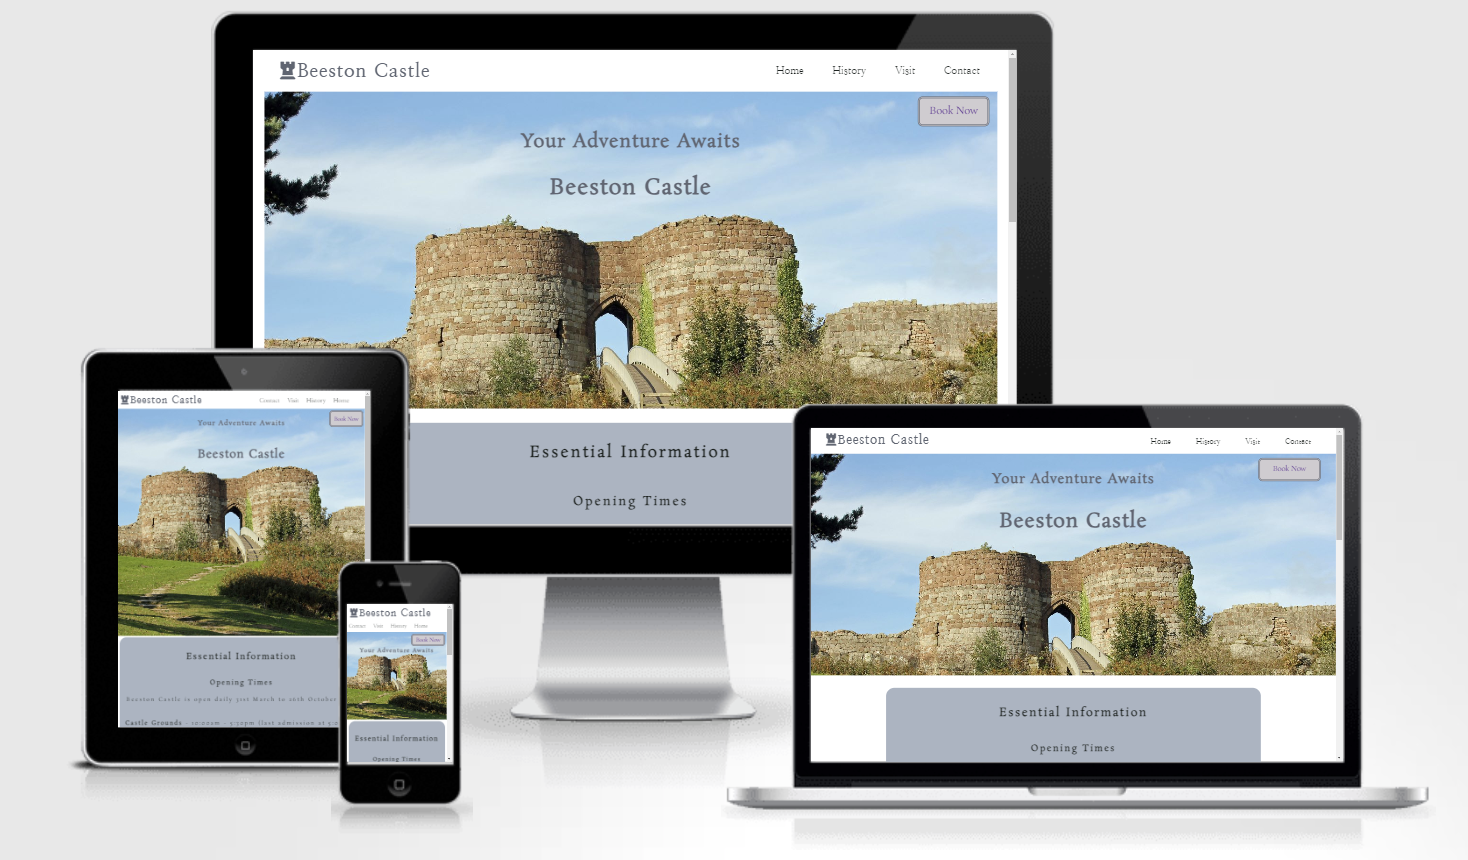 Beeston Castle
Home History Visit Contact
Book Now
Your Adventure Awaits
Beeston Castle
Essential Information
Opening Times
Beeston Castle
Contact Visit History Home
Book Now
Your Adventure Awaits
Beeston Castle
Essential Information
Opening Times
Beeston Castle is open daily 31st March to 10th October
Castle Grounds - 10:00am - 5:30pm (last admission at
Beeston Castle
Contact Visit History Home
Book Now
Your Adventure Awaits
Essential Information
Opening Times
Beeston Castle
Home History Visit Contact
Book Now
Your Adventure Awaits
Beeston Castle
Essential Information
Opening Times